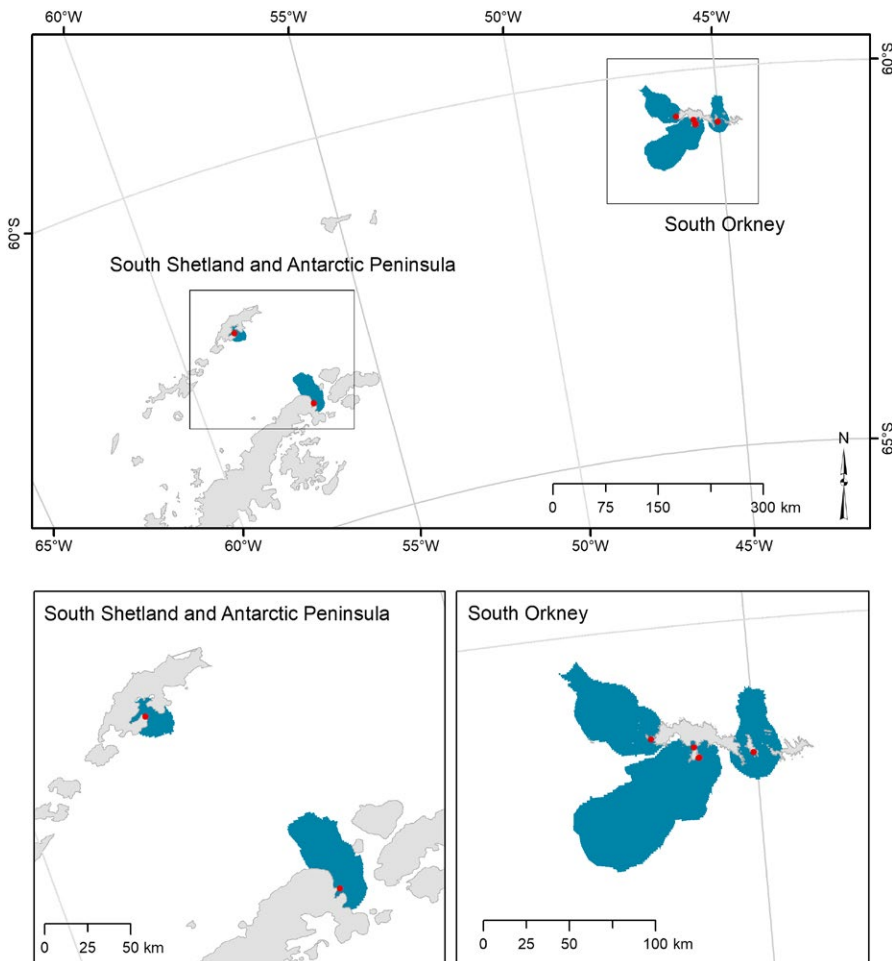 60°W
55°W
50°W
45°W
60°S
60°S
South Orkney
South Shetland and Antarctic Peninsula
65°S
N
0 75 150 300 km
65°W
60°W
55°W
50°W
45°W
South Shetland and Antarctic Peninsula
0 25 50 km
South Orkney
0 25 50 100 km